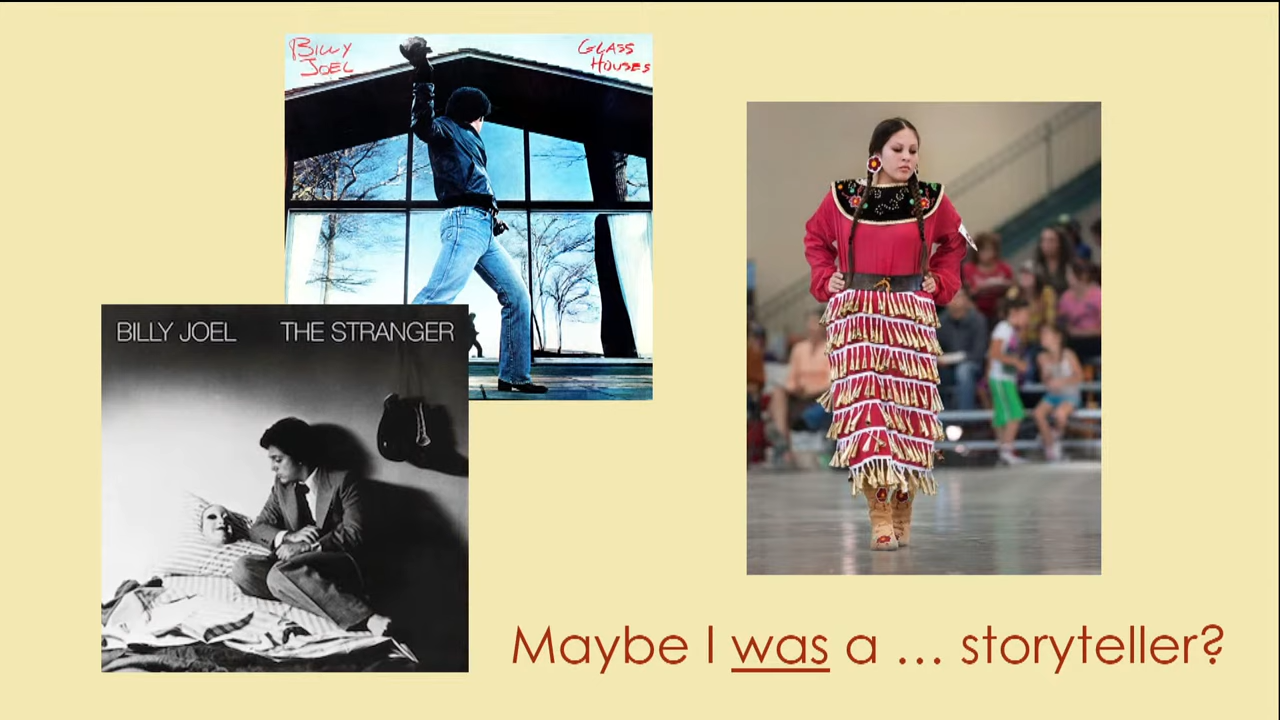 BILLY
JOEL
GLASS
HOUSES
BILLY JOEL THE STRANGER
Maybe I was a … storyteller?